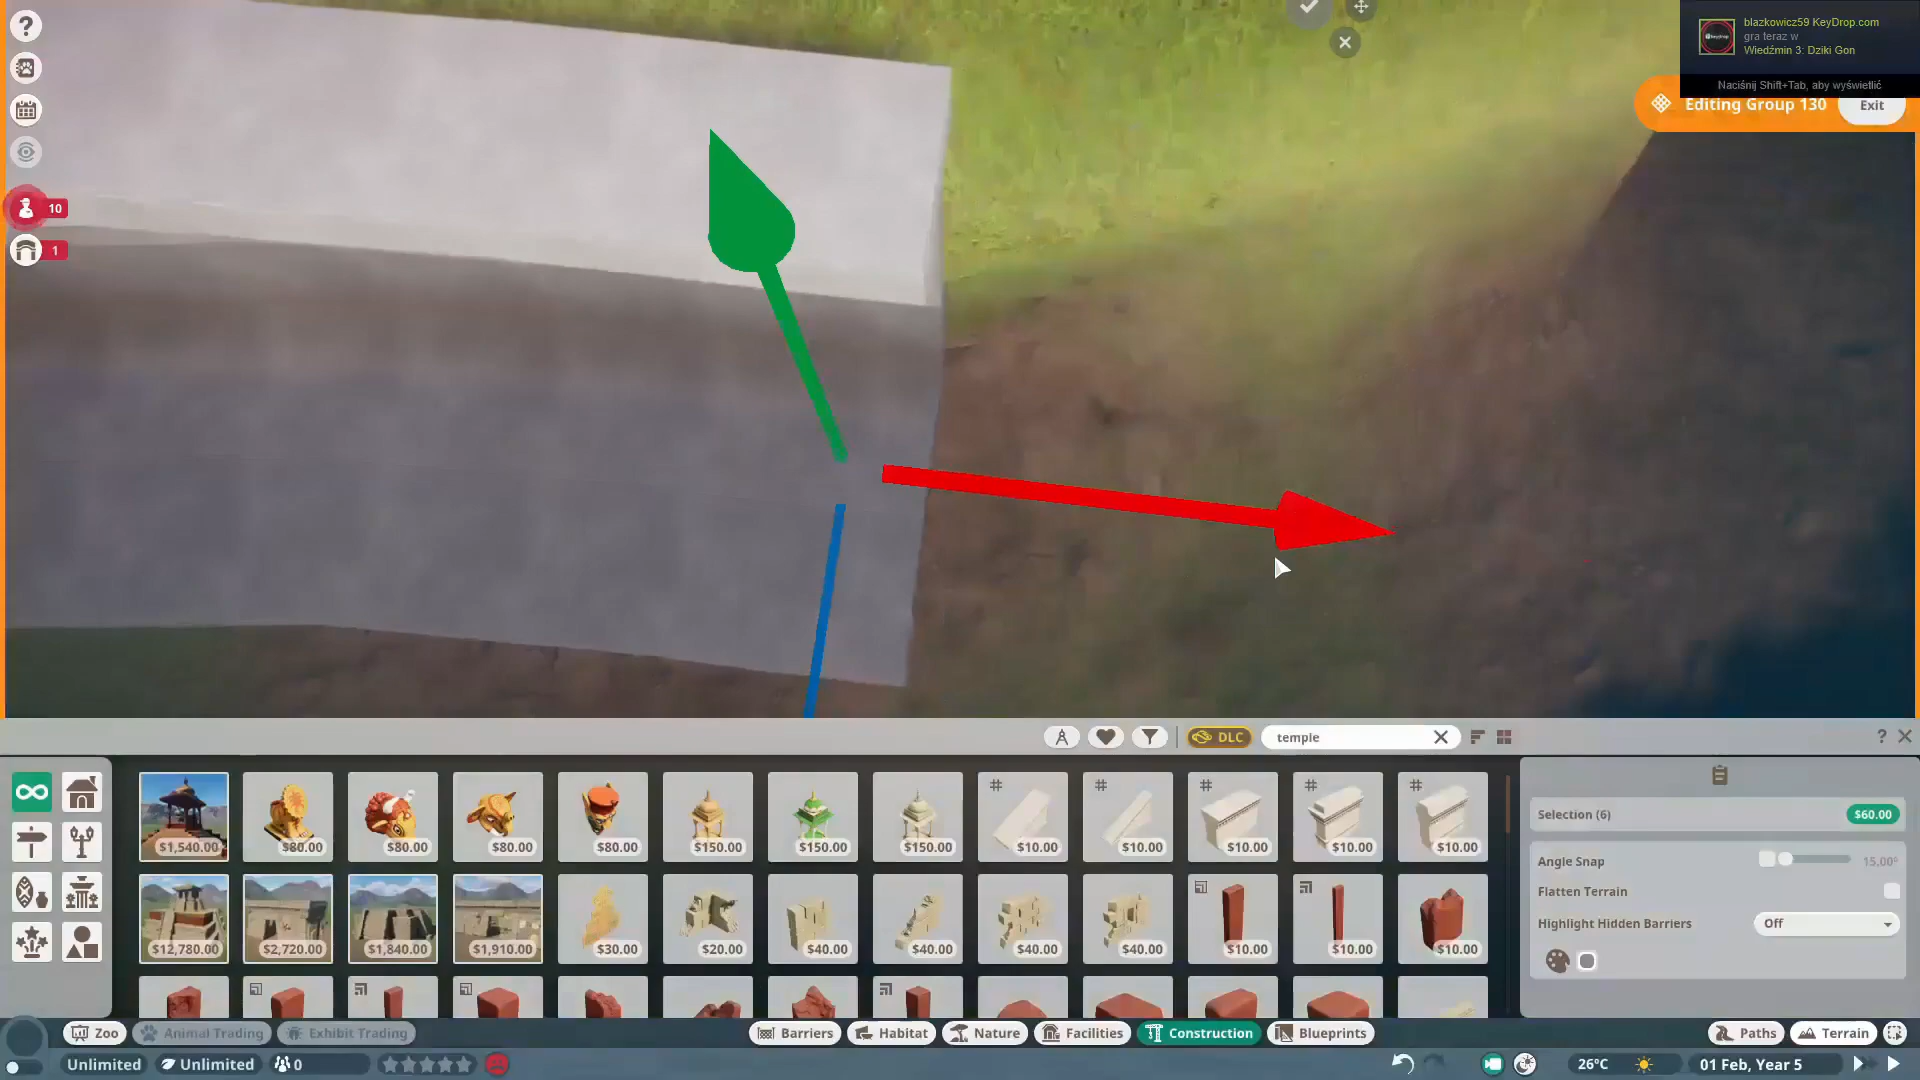 blazkowicz59 KeyDrop.com
gra teraz w
Wiedźmin 3: Dziki Gon
Naciśnij Shift+Tab, aby wyświetlić
Editing Group 130
Exit
?
10
1
DLC
temple
?
$1,540.00 $80.00 $80.00 $80.00 $80.00 $150.00 $150.00 $150.00 $10.00 $10.00 $10.00 $10.00 $10.00
$12,780.00 $2,720.00 $1,840.00 $1,910.00 $30.00 $20.00 $40.00 $40.00 $40.00 $40.00 $10.00 $10.00 $10.00
Selection (6) $60.00
Angle Snap 15.00°
Flatten Terrain
Highlight Hidden Barriers Off
Zoo Animal Trading Exhibit Trading Barriers Habitat Nature Facilities Construction Blueprints Paths Terrain
Unlimited Unlimited 0 26°C 01 Feb, Year 5